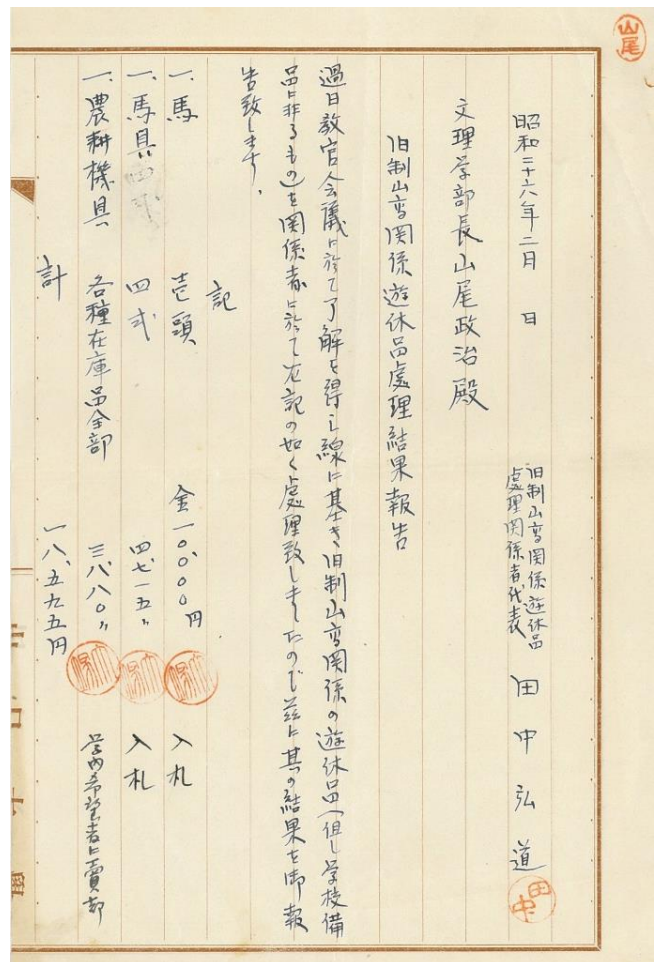 山尾
昭和二十六年二月　日
旧制山高関係遊休品
處理関係者代表
田中弘道
田中
文理学部長山尾政治殿
旧制山高関係遊休品處理結果報告
過日教官会議に於て了解を得し線に基き旧制山高関係の遊休品（但し学校備
品に非るもの）を関係者に於て左記の如く處理致しましたので茲に其の結果を御報
告致します、
記
一、馬　壱頭　金一〇、〇〇〇円　入札
一、馬具　四弐　四、七一五〃　入札
一、農耕機具　各種在庫品全部　三、八八〇〃　学内希望者に賣却
計　一八、五九五円